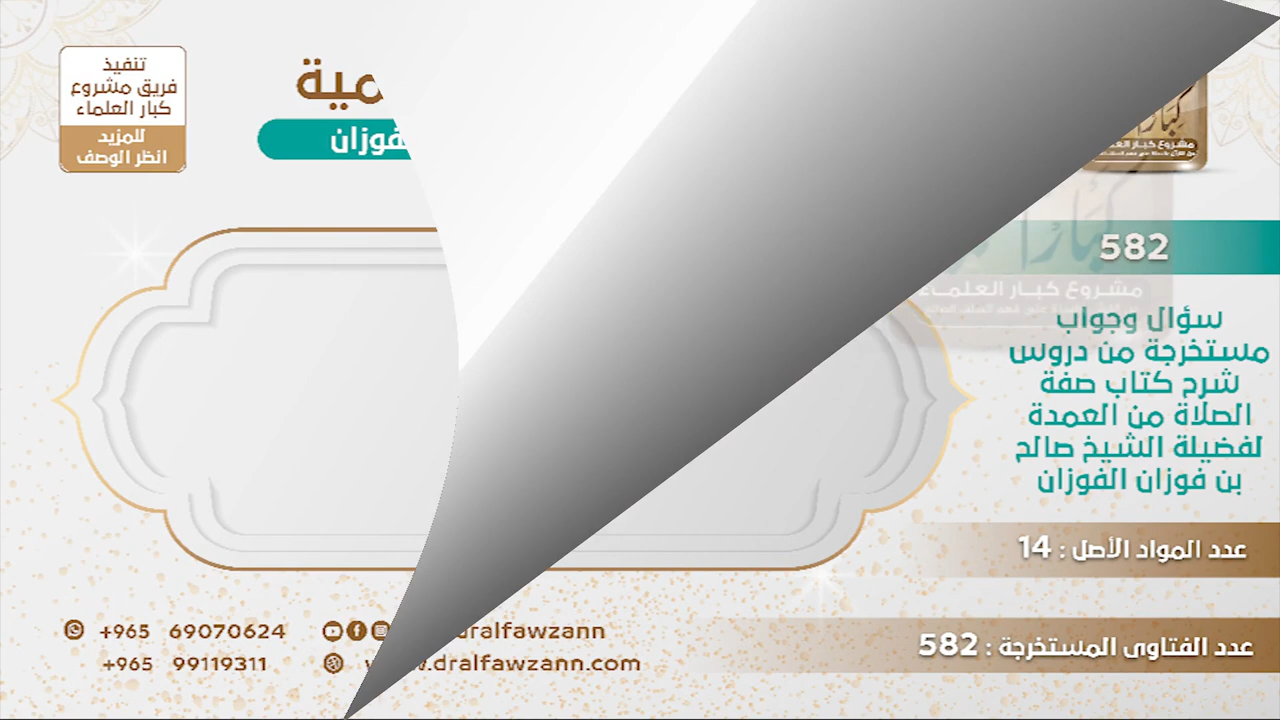 تنفيذ
فريق مشروع
كبار العلماء
للمزيد
انظر الوصف
مشروع كبار العلماء
582
سؤال وجواب
مستخرجة من دروس
شرح كتاب صفة
الصلاة من العمدة
لفضيلة الشيخ صالح
بن فوزان الفوزان
عدد المواد الأصل : 14
عدد الفتاوى المستخرجة : 582
+965 69070624
+965 99119311
dralfawzann
.dralfawzann.com